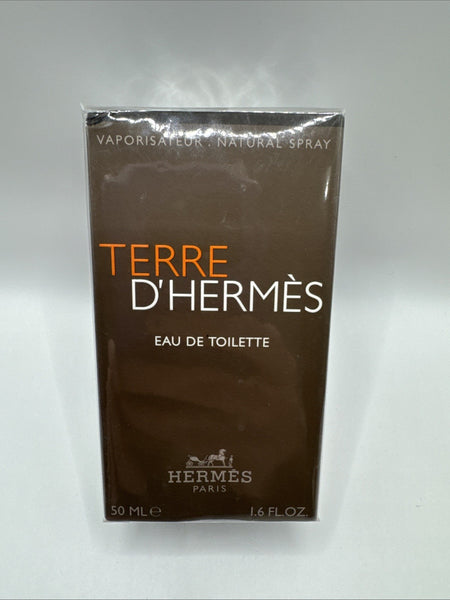 VAPORISATEUR . NATURAL SPRAY
TERRE
D'HERMÈS
EAU DE TOILETTE
HERMÈS
PARIS
50 ML ℮ 1.6 FL.OZ.